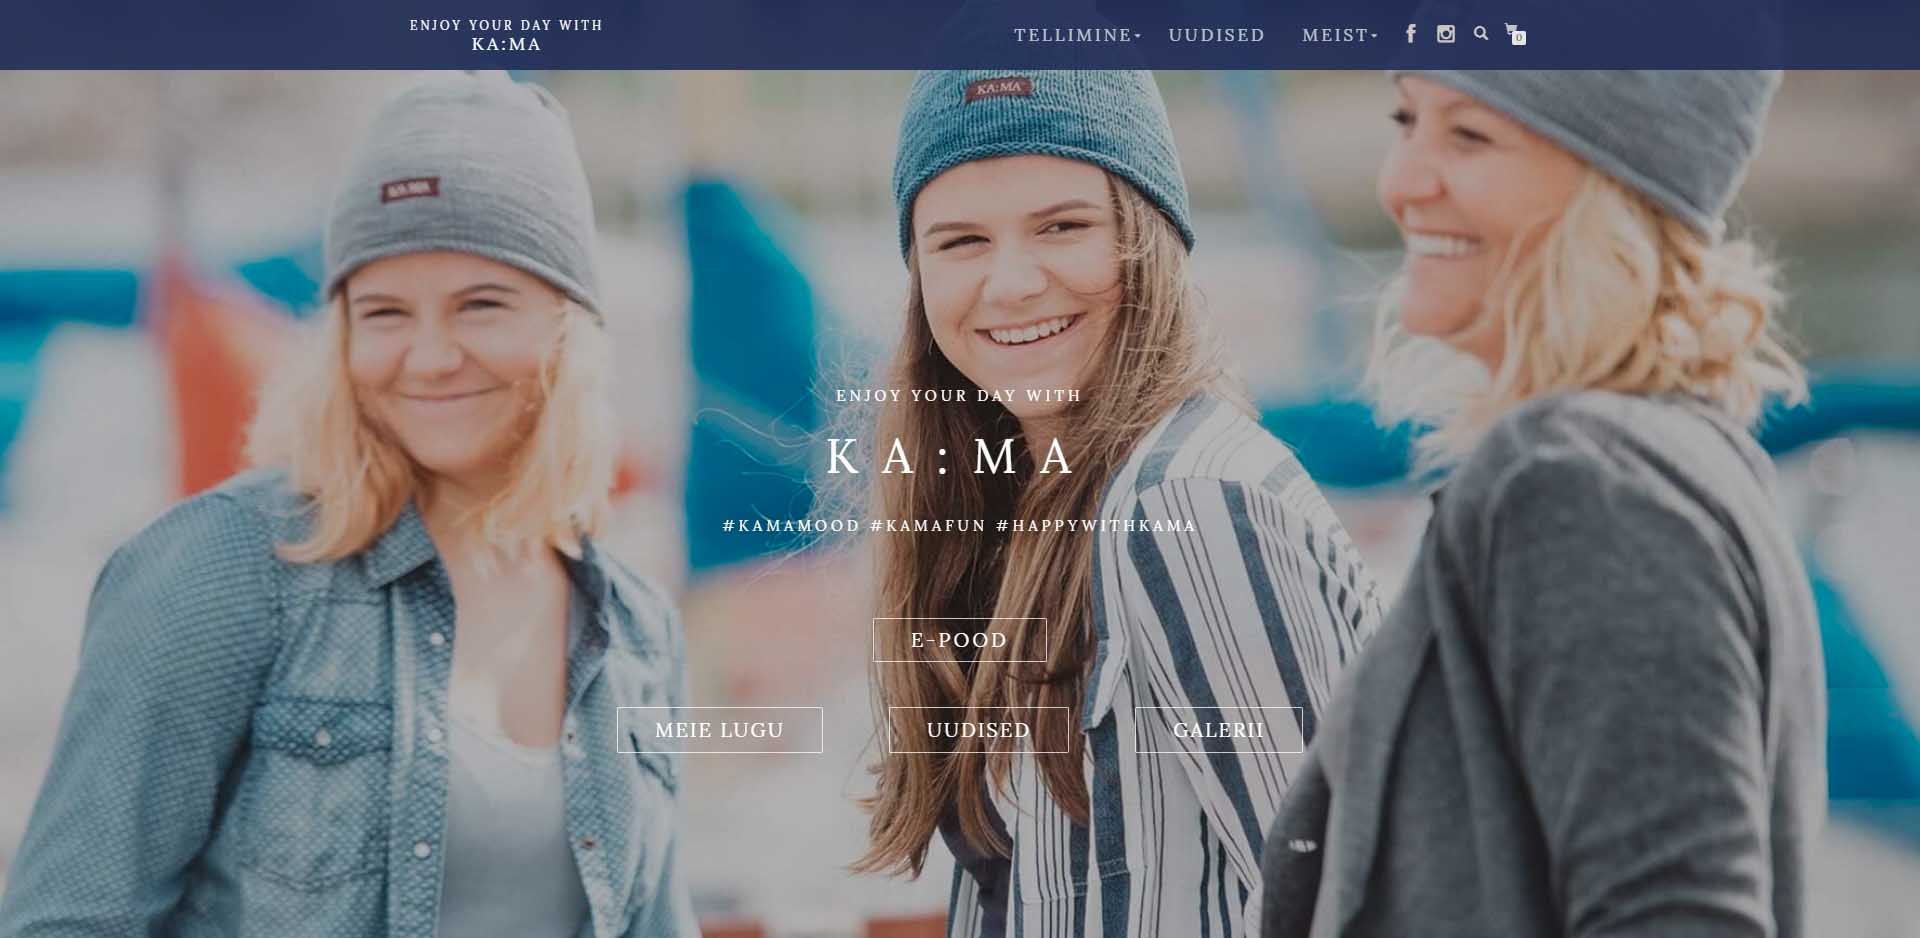 ENJOY YOUR DAY WITH
KA:MA
TELLIMINE UUDISED MEIST 0
KA:MA
KA:MA
ENJOY YOUR DAY WITH
KA:MA
#KAMAMOOD #KAMAFUN #HAPPYWITHKAMA
E-POOD
MEIE LUGU UUDISED GALERII